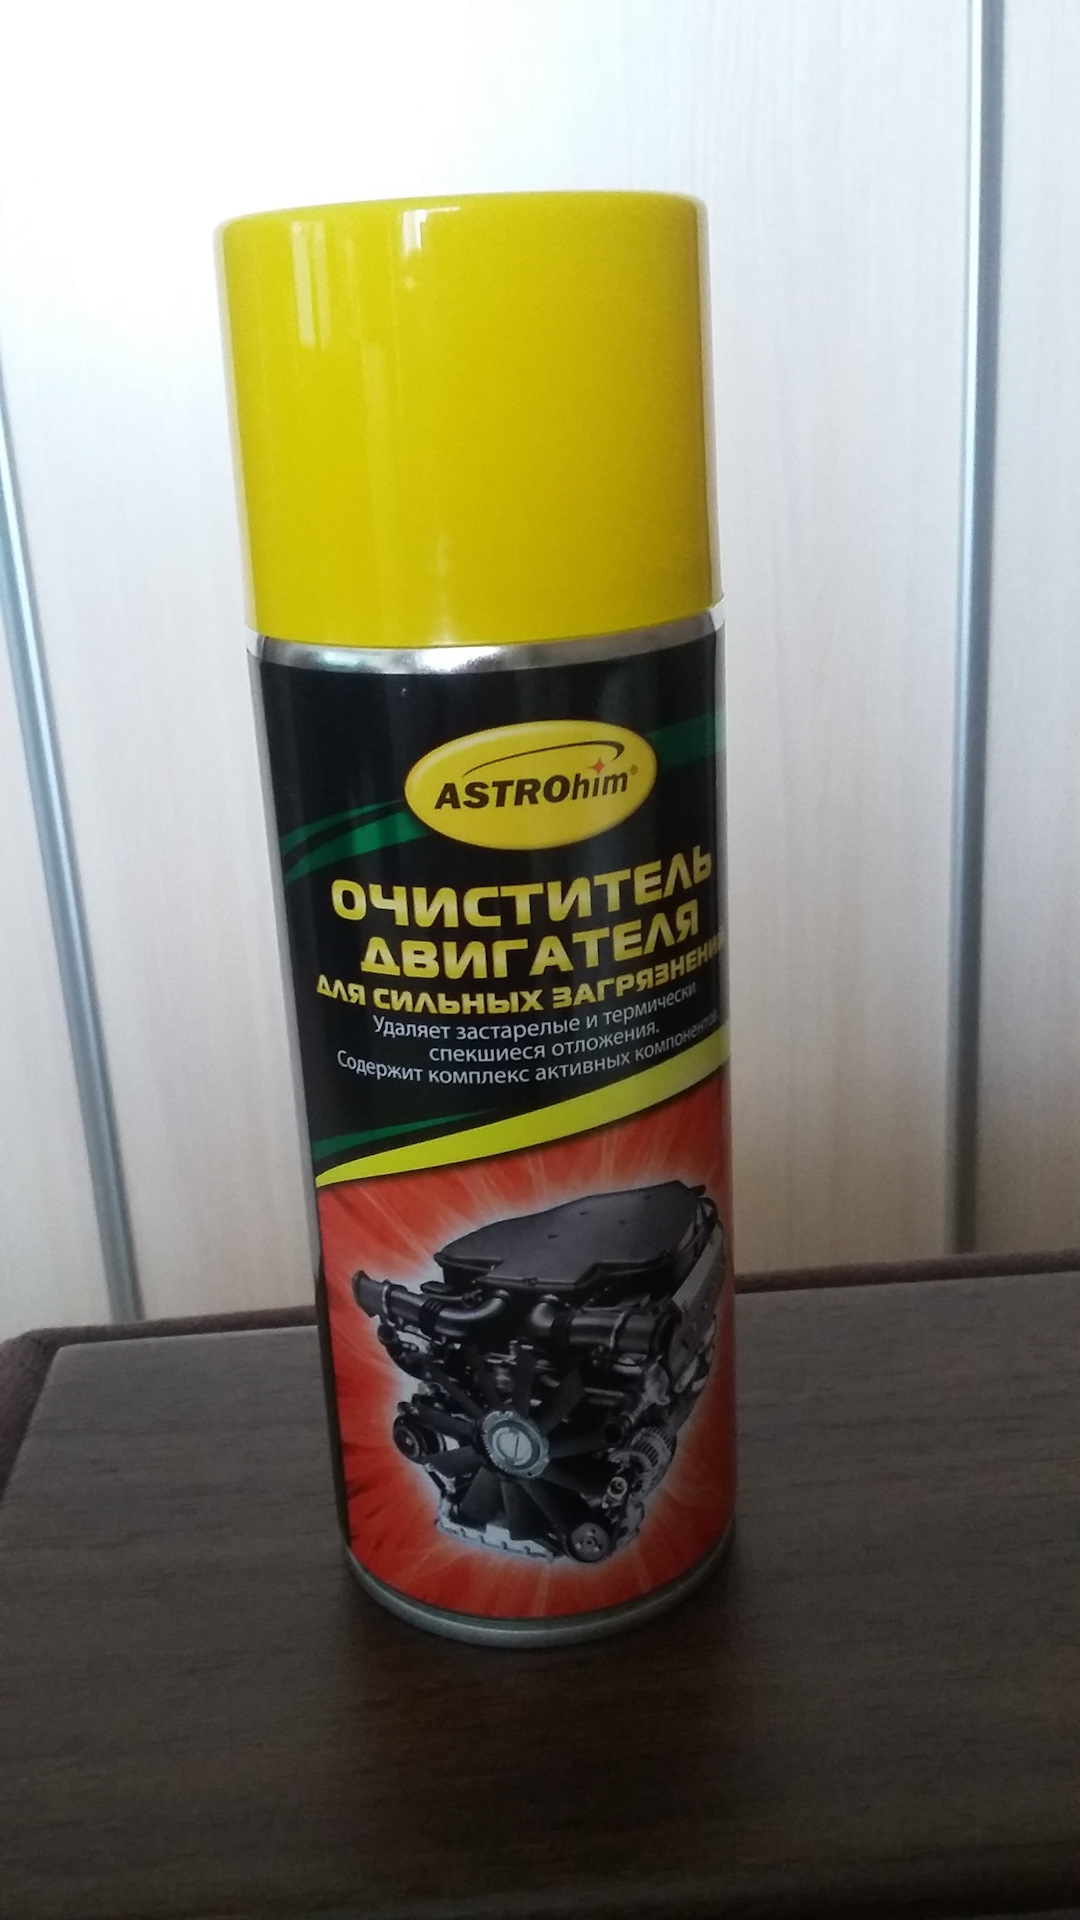 ASTROhim®
ОЧИСТИТЕЛЬ
ДВИГАТЕЛЯ
ДЛЯ СИЛЬНЫХ ЗАГРЯЗНЕНИЙ
Удаляет застарелые и термически
спекшиеся отложения.
Содержит комплекс активных компонентов.